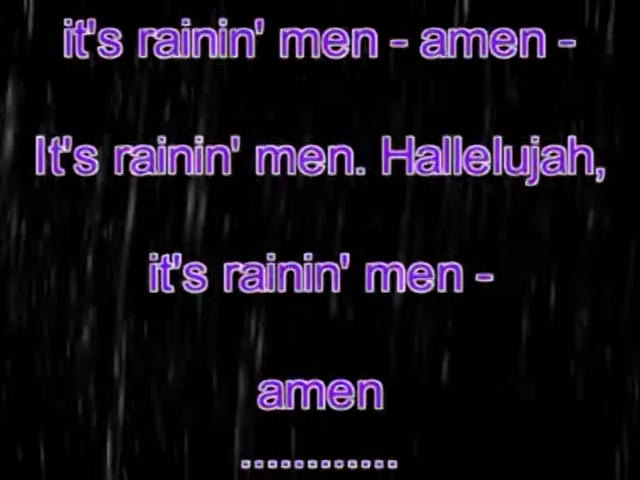 it's rainin' men - amen -
It's rainin' men. Hallelujah,
it's rainin' men -
amen
------------